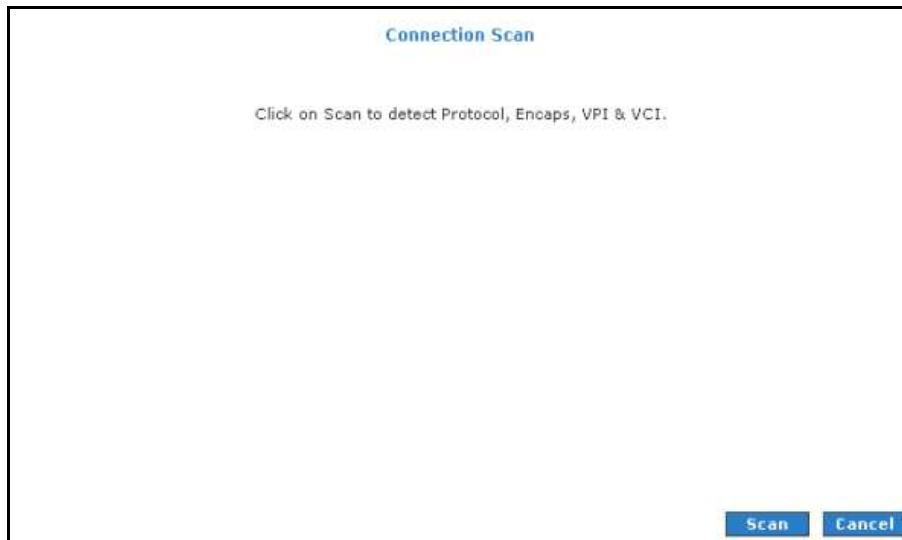 Connection Scan
Click on Scan to detect Protocol, Encaps, VPI & VCI.
Scan Cancel